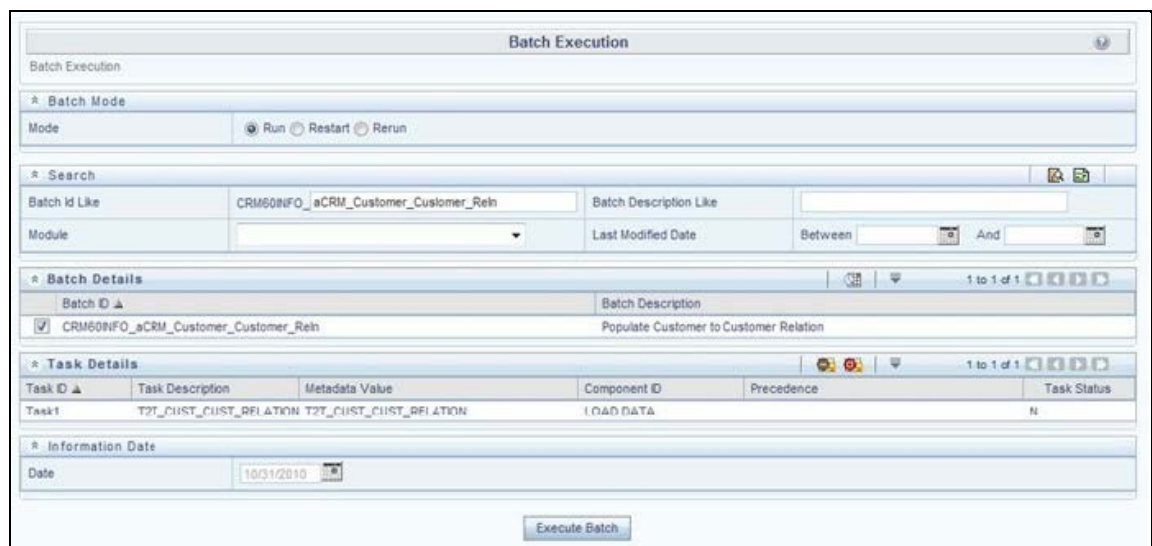 Batch Execution
Batch Execution
Batch Mode
Mode Run Restart Rerun
Search
Batch Id Like CRM60INFO_ aCRM_Customer_Customer_Reln Batch Description Like
Module Last Modified Date Between And
Batch Details 1 to 1 of 1
Batch ID Batch Description
CRM60INFO_aCRM_Customer_Customer_Reln Populate Customer to Customer Relation
Task Details 1 to 1 of 1
Task ID Task Description Metadata Value Component ID Precedence Task Status
Task1 T2T_CUST_CUST_RELATION T2T_CUST_CUST_RELATION LOAD DATA N
Information Date
Date 10/31/2010
Execute Batch